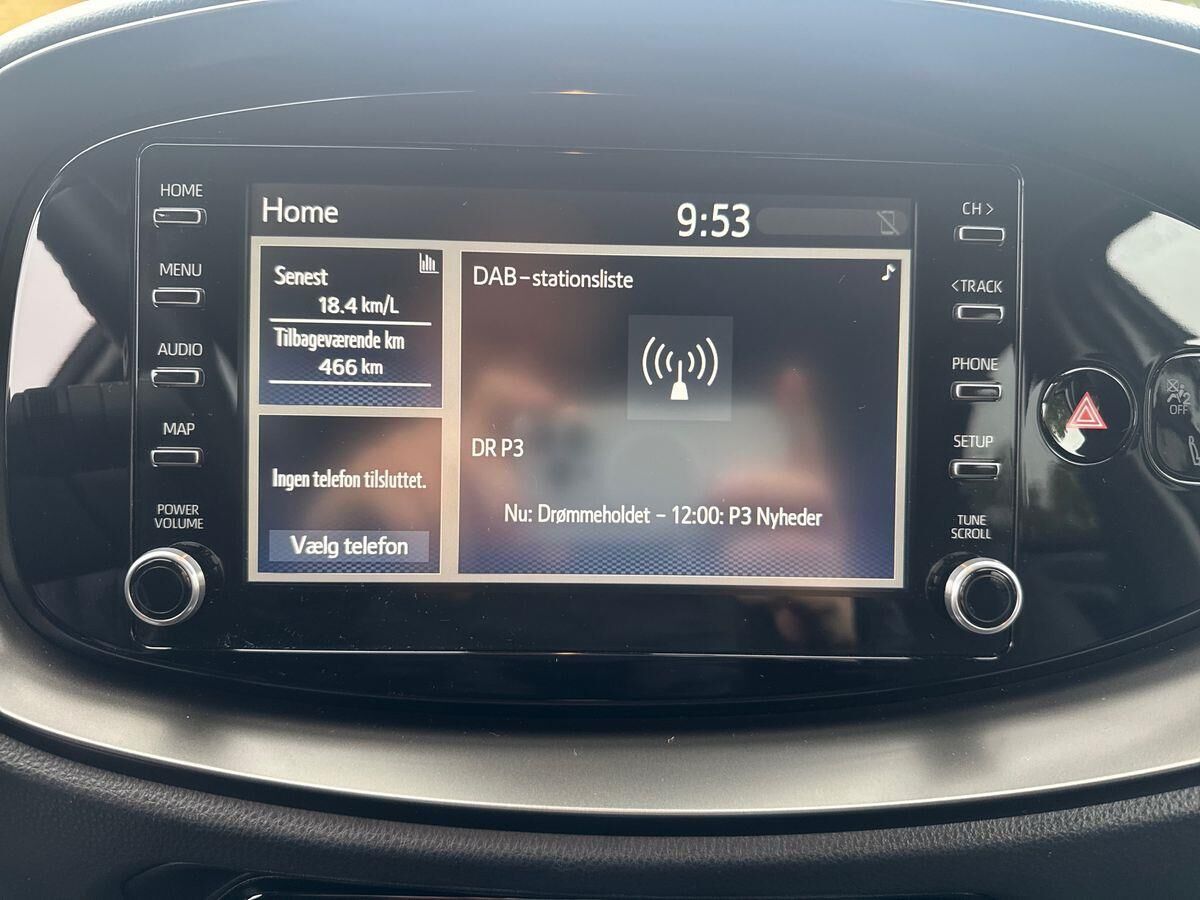 HOME
MENU
AUDIO
MAP
POWER
VOLUME
Home
9:53
Senest
18.4 km/L
Tilbageværende km
466 km
Ingen telefon tilsluttet.
Vælg telefon
DAB-stationsliste
DR P3
Nu: Drømmeholdet - 12:00: P3 Nyheder
CH >
< TRACK
PHONE
SETUP
TUNE
SCROLL
2
OFF